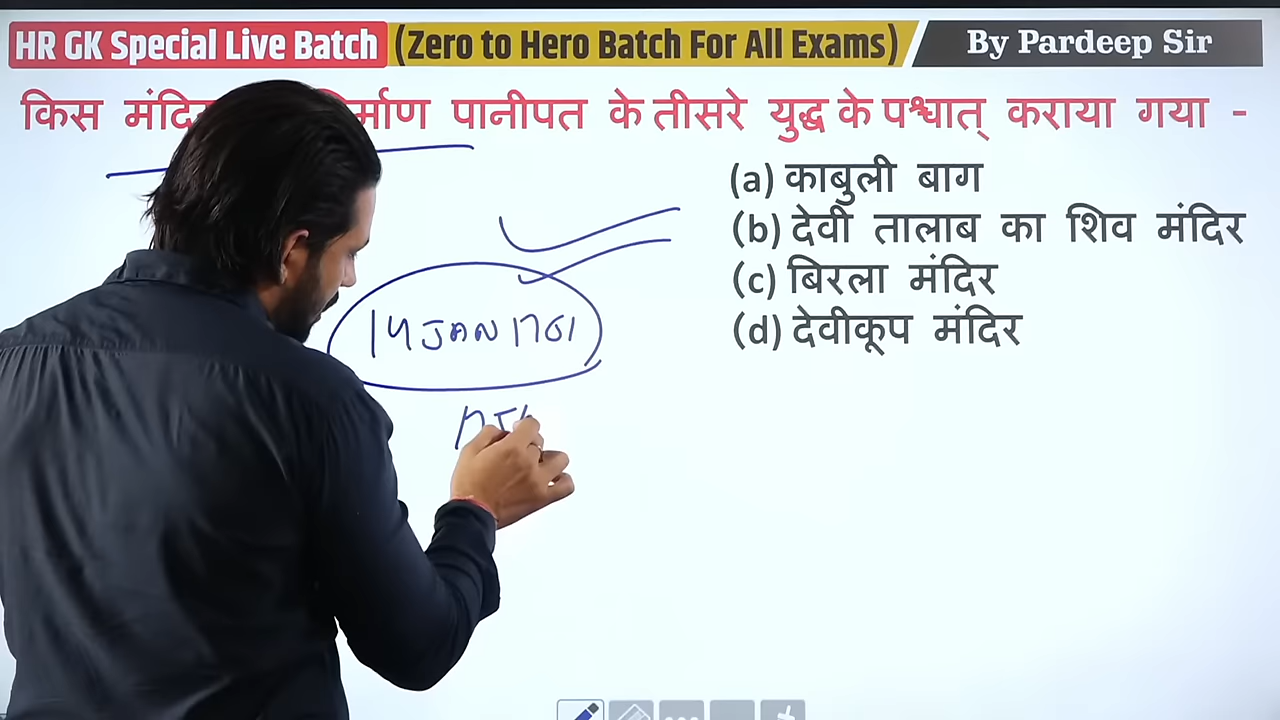 HR GK Special Live Batch (Zero to Hero Batch For All Exams) By Pardeep Sir
किस पानीपत के तीसरे युद्ध के पश्चात् कराया गया -
(a) काबुली बाग
(b) देवी तालाब का शिव मंदिर
(c) बिरला मंदिर
(d) देवीकूप मंदिर
14 JAN 1761